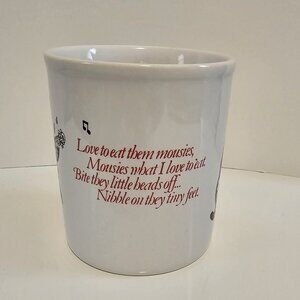 Love to eat them mousies,
Mousies what I love to eat.
Bite they little heads off...
Nibble on they tiny feet.